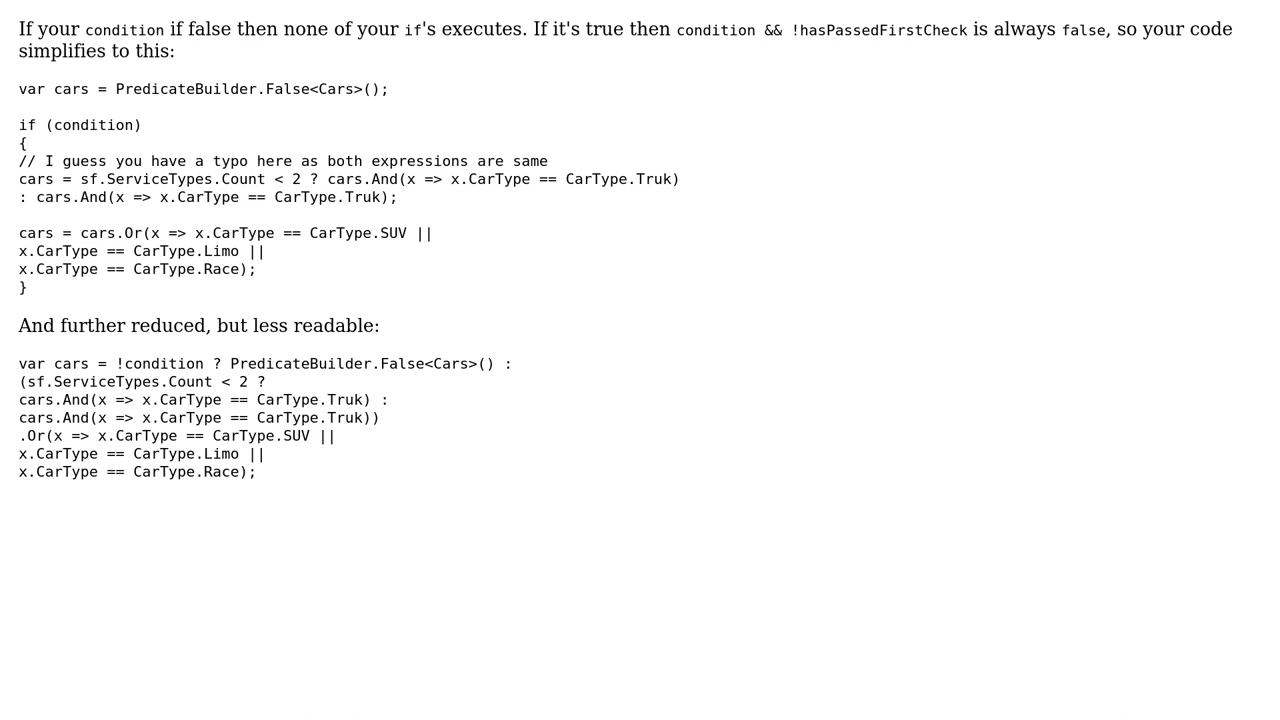 If your condition if false then none of your if's executes. If it's true then condition && !hasPassedFirstCheck is always false, so your code
simplifies to this:
var cars = PredicateBuilder.False<Cars>();
if (condition)
{
// I guess you have a typo here as both expressions are same
cars = sf.ServiceTypes.Count < 2 ? cars.And(x => x.CarType == CarType.Truk)
: cars.And(x => x.CarType == CarType.Truk);
cars = cars.Or(x => x.CarType == CarType.SUV ||
x.CarType == CarType.Limo ||
x.CarType == CarType.Race);
}
And further reduced, but less readable:
var cars = !condition ? PredicateBuilder.False<Cars>() :
(sf.ServiceTypes.Count < 2 ?
cars.And(x => x.CarType == CarType.Truk) :
cars.And(x => x.CarType == CarType.Truk))
.Or(x => x.CarType == CarType.SUV ||
x.CarType == CarType.Limo ||
x.CarType == CarType.Race);